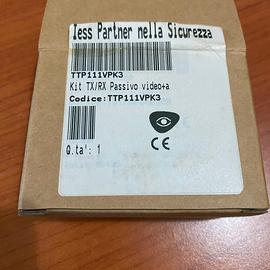 Iess Partner nella Sicurezza
TTP111VPK3
Kit TX/RX Passivo video+a
Codice: TTP111VPK3
Q.ta': 1
CE